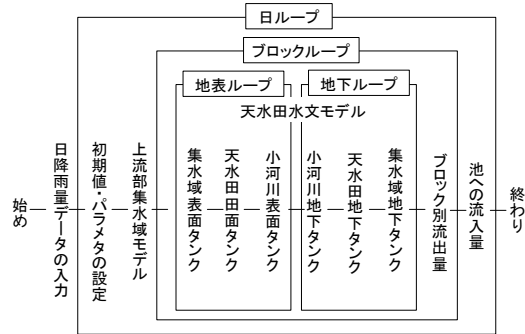 日ループ
ブロックループ
地表ループ
地下ループ
天水田水文モデル
始め
日降雨量データの入力
初期値・パラメタの設定
上流部集水域モデル
集水域表面タンク
天水田田面タンク
小河川表面タンク
小河川地下タンク
天水田地下タンク
集水域地下タンク
ブロック別流出量
池への流入量
終わり